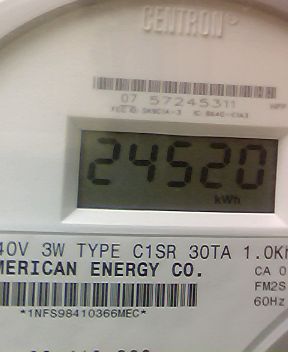 CENTRON
07 57245311
24520
kWh
40V 3W TYPE C1SR 30TA 1.0Kh
MERICAN ENERGY CO.
CA 0
FM2S
60Hz
*1NFS98410366MEC*